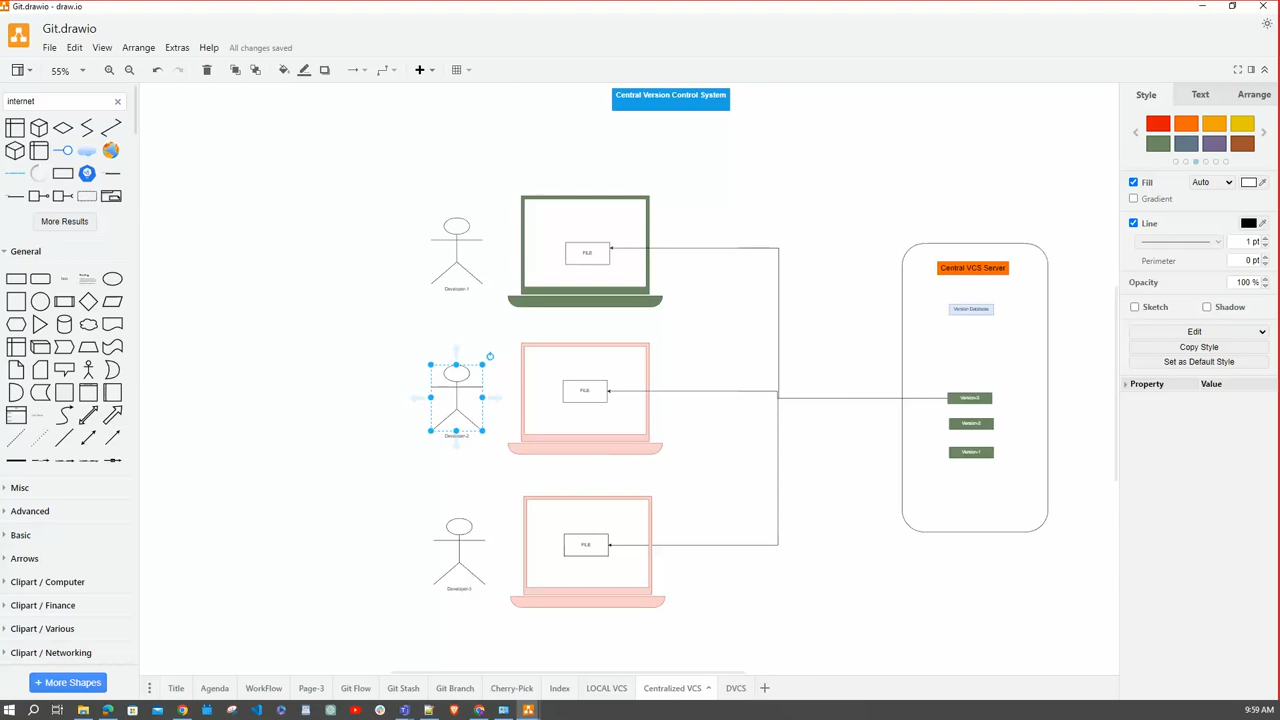 Git.drawio - draw.io
Git.drawio
File Edit View Arrange Extras Help All changes saved
55%
internet
More Results
General
Misc
Advanced
Basic
Arrows
Clipart / Computer
Clipart / Finance
Clipart / Various
Clipart / Networking
+ More Shapes
Central Version Control System
FILE
Developer-1
FILE
Developer-2
FILE
Developer-3
Central VCS Server
Version Database
Version-3
Version-2
Version-1
Style Text Arrange
Fill Auto
Gradient
Line
1 pt
Perimeter 0 pt
Opacity 100 %
Sketch Shadow
Edit
Copy Style
Set as Default Style
Property Value
Title Agenda WorkFlow Page-3 Git Flow Git Stash Git Branch Cherry-Pick Index LOCAL VCS Centralized VCS DVCS
9:59 AM